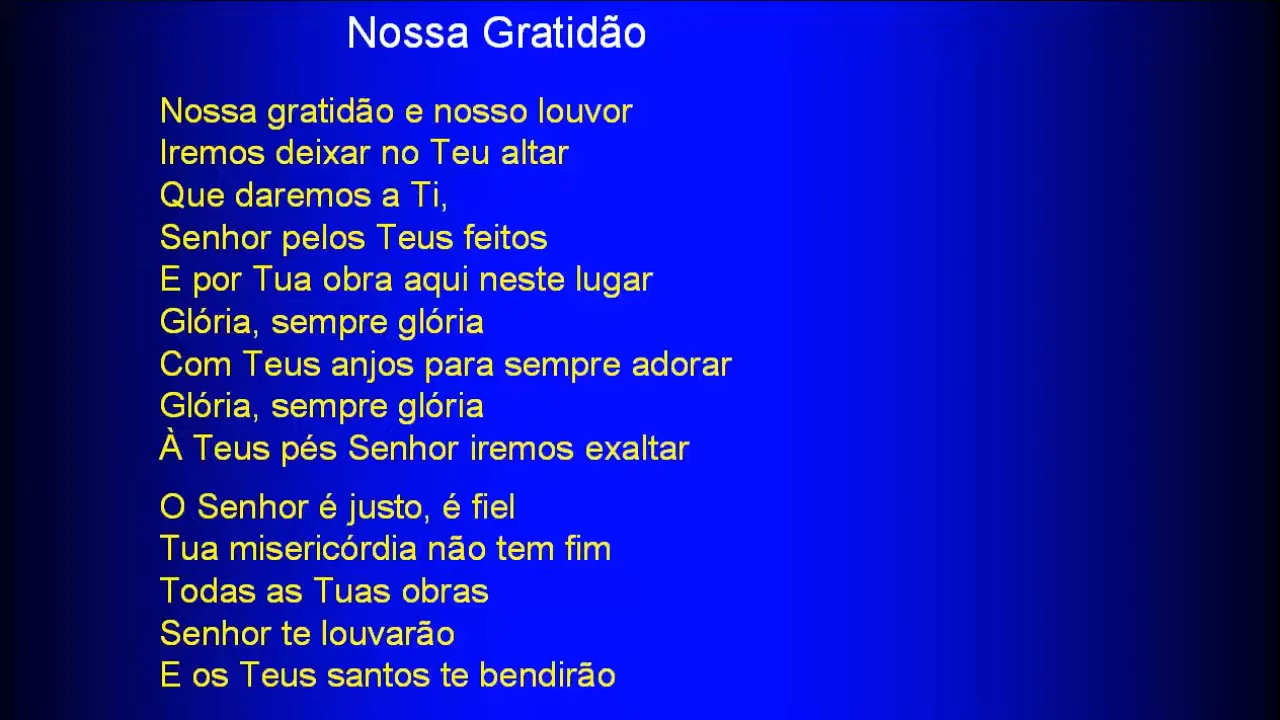 Nossa Gratidão
Nossa gratidão e nosso louvor
Iremos deixar no Teu altar
Que daremos a Ti,
Senhor pelos Teus feitos
E por Tua obra aqui neste lugar
Glória, sempre glória
Com Teus anjos para sempre adorar
Glória, sempre glória
À Teus pés Senhor iremos exaltar
O Senhor é justo, é fiel
Tua misericórdia não tem fim
Todas as Tuas obras
Senhor te louvarão
E os Teus santos te bendirão